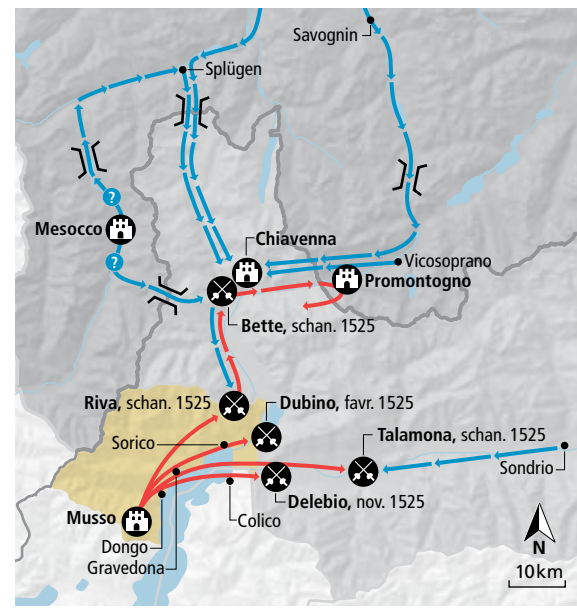 Savognin
Splügen
?
Mesocco
?
Chiavenna
Vicosoprano
Promontogno
Bette, schan. 1525
Riva, schan. 1525
Dubino, favr. 1525
Sorico
Talamona, schan. 1525
Sondrio
Delebio, nov. 1525
Musso
Colico
Dongo
Gravedona
N
10 km